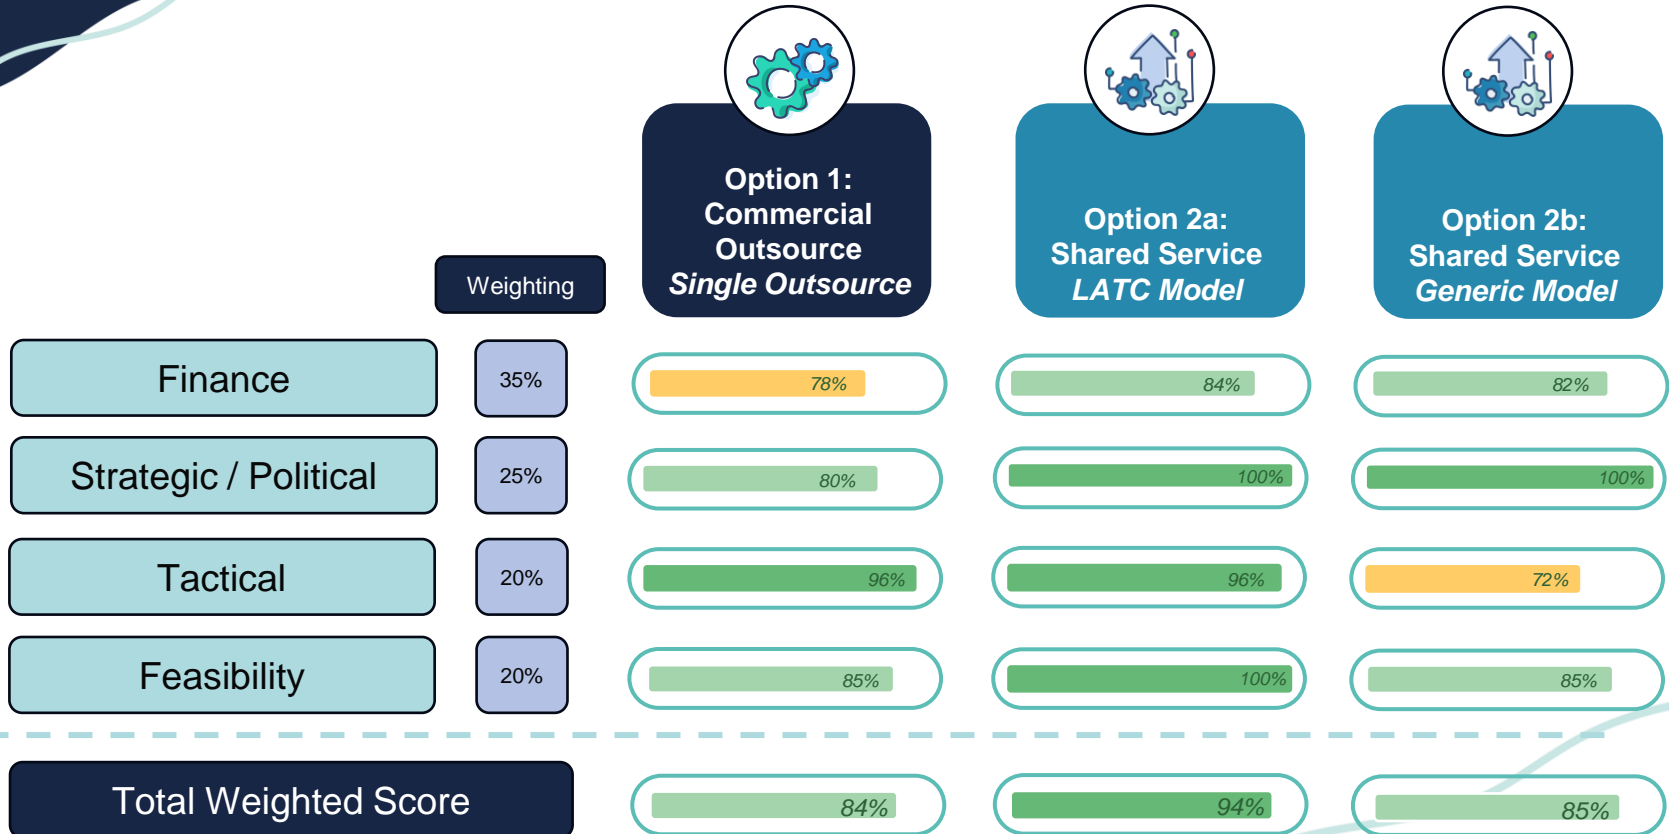 Option 1:
Commercial
Outsource
Single Outsource
Option 2a:
Shared Service
LATC Model
Option 2b:
Shared Service
Generic Model
Weighting
Finance
35%
78%
84%
82%
Strategic / Political
25%
80%
100%
100%
Tactical
20%
96%
96%
72%
Feasibility
20%
85%
100%
85%
Total Weighted Score
84%
94%
85%